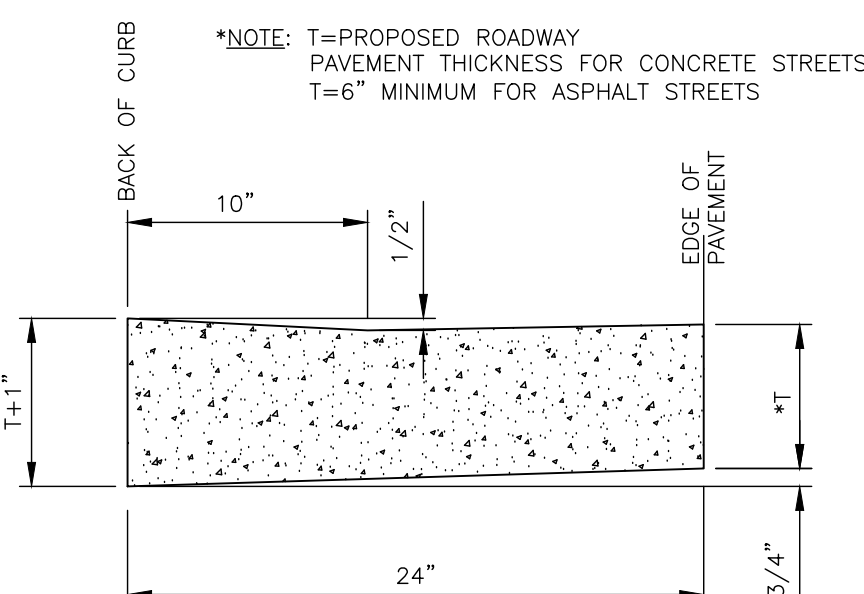 *NOTE: T=PROPOSED ROADWAY
PAVEMENT THICKNESS FOR CONCRETE STREETS
T=6" MINIMUM FOR ASPHALT STREETS
BACK OF CURB
10"
1/2"
EDGE OF
PAVEMENT
T+1"
*T
24"
3/4"